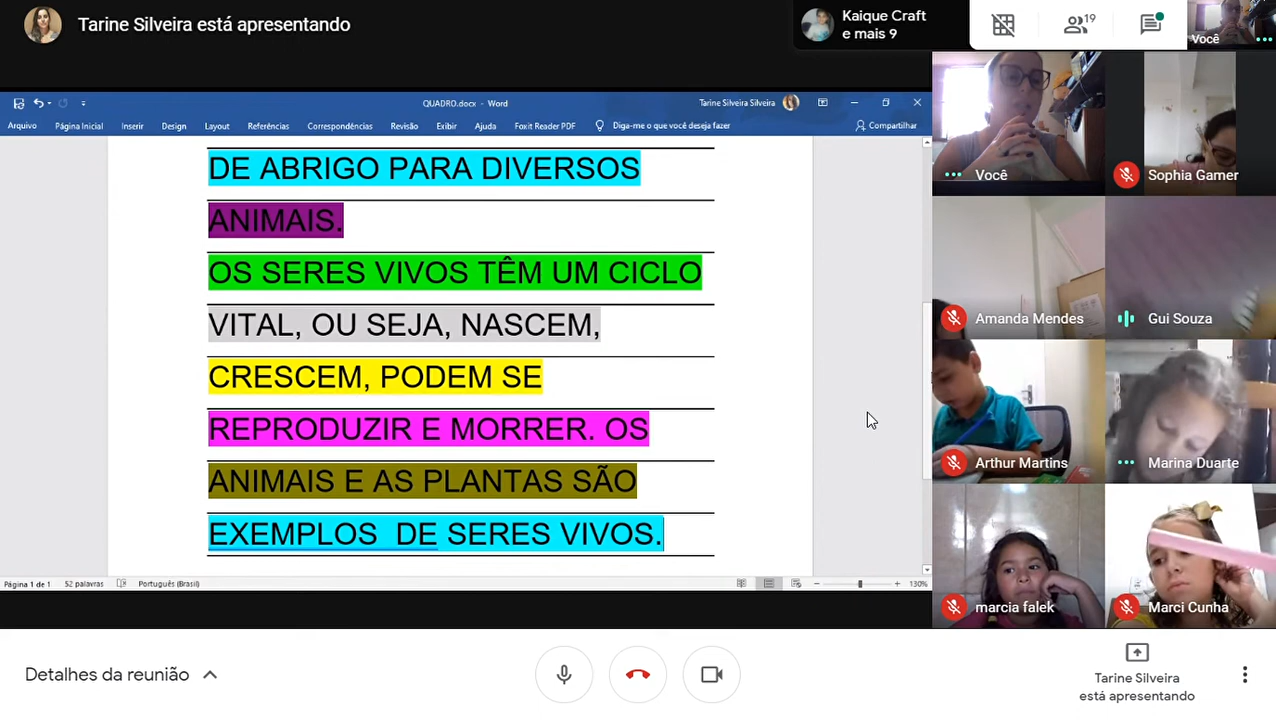 Tarine Silveira está apresentando
Kaique Craft
e mais 9
19
Você
QUADRO.docx - Word
Tarine Silveira Silveira
Arquivo Página Inicial Inserir Design Layout Referências Correspondências Revisão Exibir Ajuda Foxit Reader PDF Diga-me o que você deseja fazer Compartilhar
DE ABRIGO PARA DIVERSOS
ANIMAIS.
OS SERES VIVOS TÊM UM CICLO
VITAL, OU SEJA, NASCEM,
CRESCEM, PODEM SE
REPRODUZIR E MORRER. OS
ANIMAIS E AS PLANTAS SÃO
EXEMPLOS DE SERES VIVOS.
Página 1 de 1 52 palavras Português (Brasil) 130%
Você
Sophia Gamer
Amanda Mendes
Gui Souza
Arthur Martins
Marina Duarte
marcia falek
Marci Cunha
Detalhes da reunião
Tarine Silveira
está apresentando